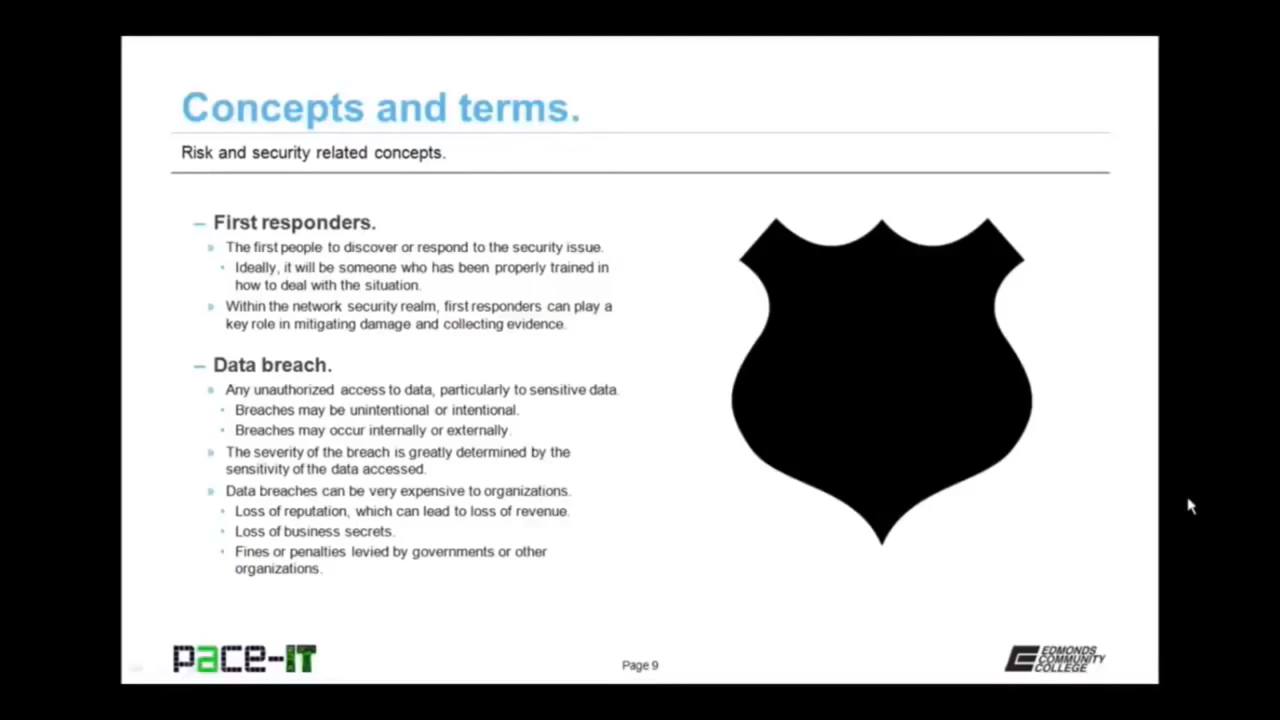 Concepts and terms.
Risk and security related concepts.
– First responders.
» The first people to discover or respond to the security issue.
• Ideally, it will be someone who has been properly trained in
how to deal with the situation.
» Within the network security realm, first responders can play a
key role in mitigating damage and collecting evidence.
– Data breach.
» Any unauthorized access to data, particularly to sensitive data.
• Breaches may be unintentional or intentional.
• Breaches may occur internally or externally.
» The severity of the breach is greatly determined by the
sensitivity of the data accessed.
» Data breaches can be very expensive to organizations.
• Loss of reputation, which can lead to loss of revenue.
• Loss of business secrets.
• Fines or penalties levied by governments or other
organizations.
pace-IT
Page 9
EDMONDS
COMMUNITY
COLLEGE